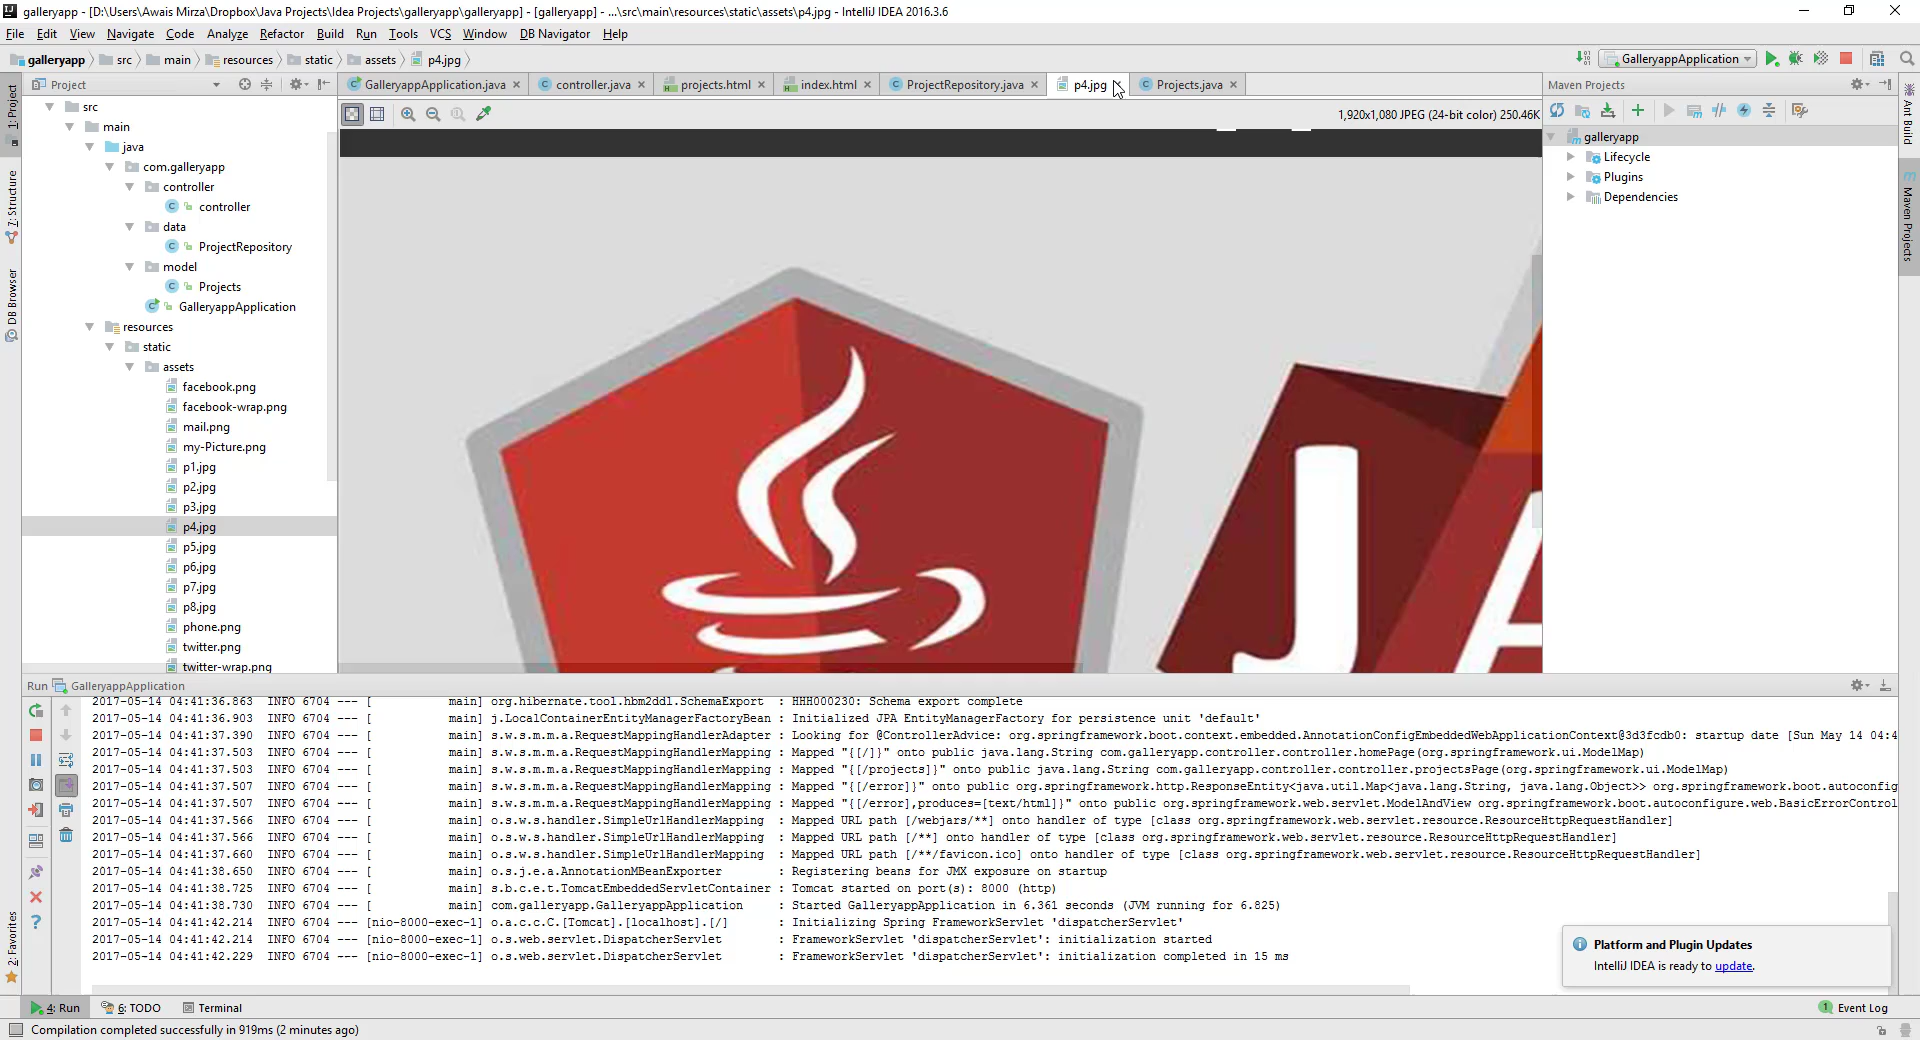 galleryapp - [D:\Users\Awais Mirza\Dropbox\Java Projects\Idea Projects\galleryapp\galleryapp] - [galleryapp] - ...\src\main\resources\static\assets\p4.jpg - IntelliJ IDEA 2016.3.6
File Edit View Navigate Code Analyze Refactor Build Run Tools VCS Window DB Navigator Help
galleryapp src main resources static assets p4.jpg GalleryappApplication
Project GalleryappApplication.java controller.java projects.html index.html ProjectRepository.java p4.jpg Projects.java Maven Projects
1,920x1,080 JPEG (24-bit color) 250.46K
src
main
java
com.galleryapp
controller
controller
data
ProjectRepository
model
Projects
GalleryappApplication
resources
static
assets
facebook.png
facebook-wrap.png
mail.png
my-Picture.png
p1.jpg
p2.jpg
p3.jpg
p4.jpg
p5.jpg
p6.jpg
p7.jpg
p8.jpg
phone.png
twitter.png
twitter-wrap.png
galleryapp
Lifecycle
Plugins
Dependencies
1: Project
7: Structure
DB Browser
2: Favorites
Ant Build
Maven Projects
J
Run GalleryappApplication
2017-05-14 04:41:36.863 INFO 6704 --- [ main] org.hibernate.tool.hbm2ddl.SchemaExport : HHH000230: Schema export complete
2017-05-14 04:41:36.903 INFO 6704 --- [ main] j.LocalContainerEntityManagerFactoryBean : Initialized JPA EntityManagerFactory for persistence unit 'default'
2017-05-14 04:41:37.390 INFO 6704 --- [ main] s.w.s.m.m.a.RequestMappingHandlerAdapter : Looking for @ControllerAdvice: org.springframework.boot.context.embedded.AnnotationConfigEmbeddedWebApplicationContext@3d3fcdb0: startup date [Sun May 14 04:4
2017-05-14 04:41:37.503 INFO 6704 --- [ main] s.w.s.m.m.a.RequestMappingHandlerMapping : Mapped "{[/]}" onto public java.lang.String com.galleryapp.controller.controller.homePage(org.springframework.ui.ModelMap)
2017-05-14 04:41:37.503 INFO 6704 --- [ main] s.w.s.m.m.a.RequestMappingHandlerMapping : Mapped "{[/projects]}" onto public java.lang.String com.galleryapp.controller.controller.projectsPage(org.springframework.ui.ModelMap)
2017-05-14 04:41:37.507 INFO 6704 --- [ main] s.w.s.m.m.a.RequestMappingHandlerMapping : Mapped "{[/error]}" onto public org.springframework.http.ResponseEntity<java.util.Map<java.lang.String, java.lang.Object>> org.springframework.boot.autoconfig
2017-05-14 04:41:37.507 INFO 6704 --- [ main] s.w.s.m.m.a.RequestMappingHandlerMapping : Mapped "{[/error],produces=[text/html]}" onto public org.springframework.web.servlet.ModelAndView org.springframework.boot.autoconfigure.web.BasicErrorControl
2017-05-14 04:41:37.566 INFO 6704 --- [ main] o.s.w.s.handler.SimpleUrlHandlerMapping : Mapped URL path [/webjars/**] onto handler of type [class org.springframework.web.servlet.resource.ResourceHttpRequestHandler]
2017-05-14 04:41:37.566 INFO 6704 --- [ main] o.s.w.s.handler.SimpleUrlHandlerMapping : Mapped URL path [/**] onto handler of type [class org.springframework.web.servlet.resource.ResourceHttpRequestHandler]
2017-05-14 04:41:37.660 INFO 6704 --- [ main] o.s.w.s.handler.SimpleUrlHandlerMapping : Mapped URL path [/**/favicon.ico] onto handler of type [class org.springframework.web.servlet.resource.ResourceHttpRequestHandler]
2017-05-14 04:41:38.650 INFO 6704 --- [ main] o.s.j.e.a.AnnotationMBeanExporter : Registering beans for JMX exposure on startup
2017-05-14 04:41:38.725 INFO 6704 --- [ main] s.b.c.e.t.TomcatEmbeddedServletContainer : Tomcat started on port(s): 8000 (http)
2017-05-14 04:41:38.730 INFO 6704 --- [ main] com.galleryapp.GalleryappApplication : Started GalleryappApplication in 6.361 seconds (JVM running for 6.825)
2017-05-14 04:41:42.214 INFO 6704 --- [nio-8000-exec-1] o.a.c.c.C.[Tomcat].[localhost].[/] : Initializing Spring FrameworkServlet 'dispatcherServlet'
2017-05-14 04:41:42.214 INFO 6704 --- [nio-8000-exec-1] o.s.web.servlet.DispatcherServlet : FrameworkServlet 'dispatcherServlet': initialization started
2017-05-14 04:41:42.229 INFO 6704 --- [nio-8000-exec-1] o.s.web.servlet.DispatcherServlet : FrameworkServlet 'dispatcherServlet': initialization completed in 15 ms
Platform and Plugin Updates
IntelliJ IDEA is ready to update.
4: Run 6: TODO Terminal 1 Event Log
Compilation completed successfully in 919ms (2 minutes ago)